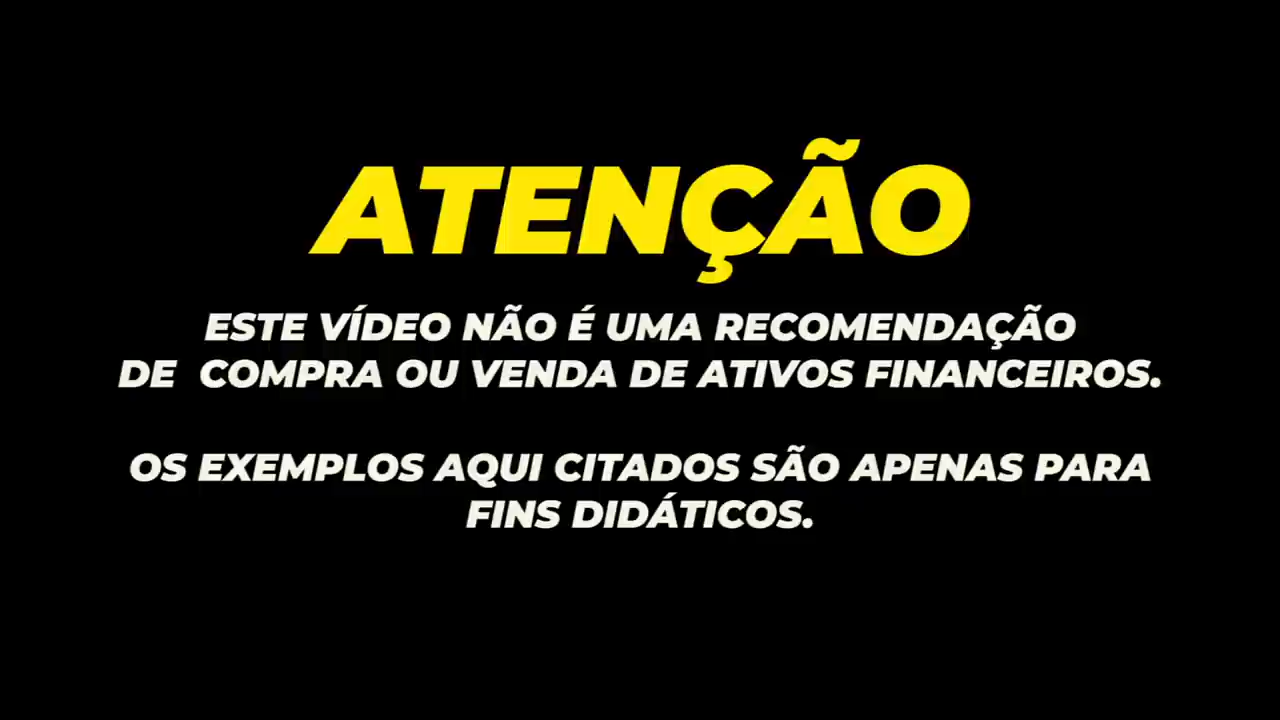 ATENÇÃO
ESTE VÍDEO NÃO É UMA RECOMENDAÇÃO
DE  COMPRA OU VENDA DE ATIVOS FINANCEIROS.
OS EXEMPLOS AQUI CITADOS SÃO APENAS PARA
FINS DIDÁTICOS.